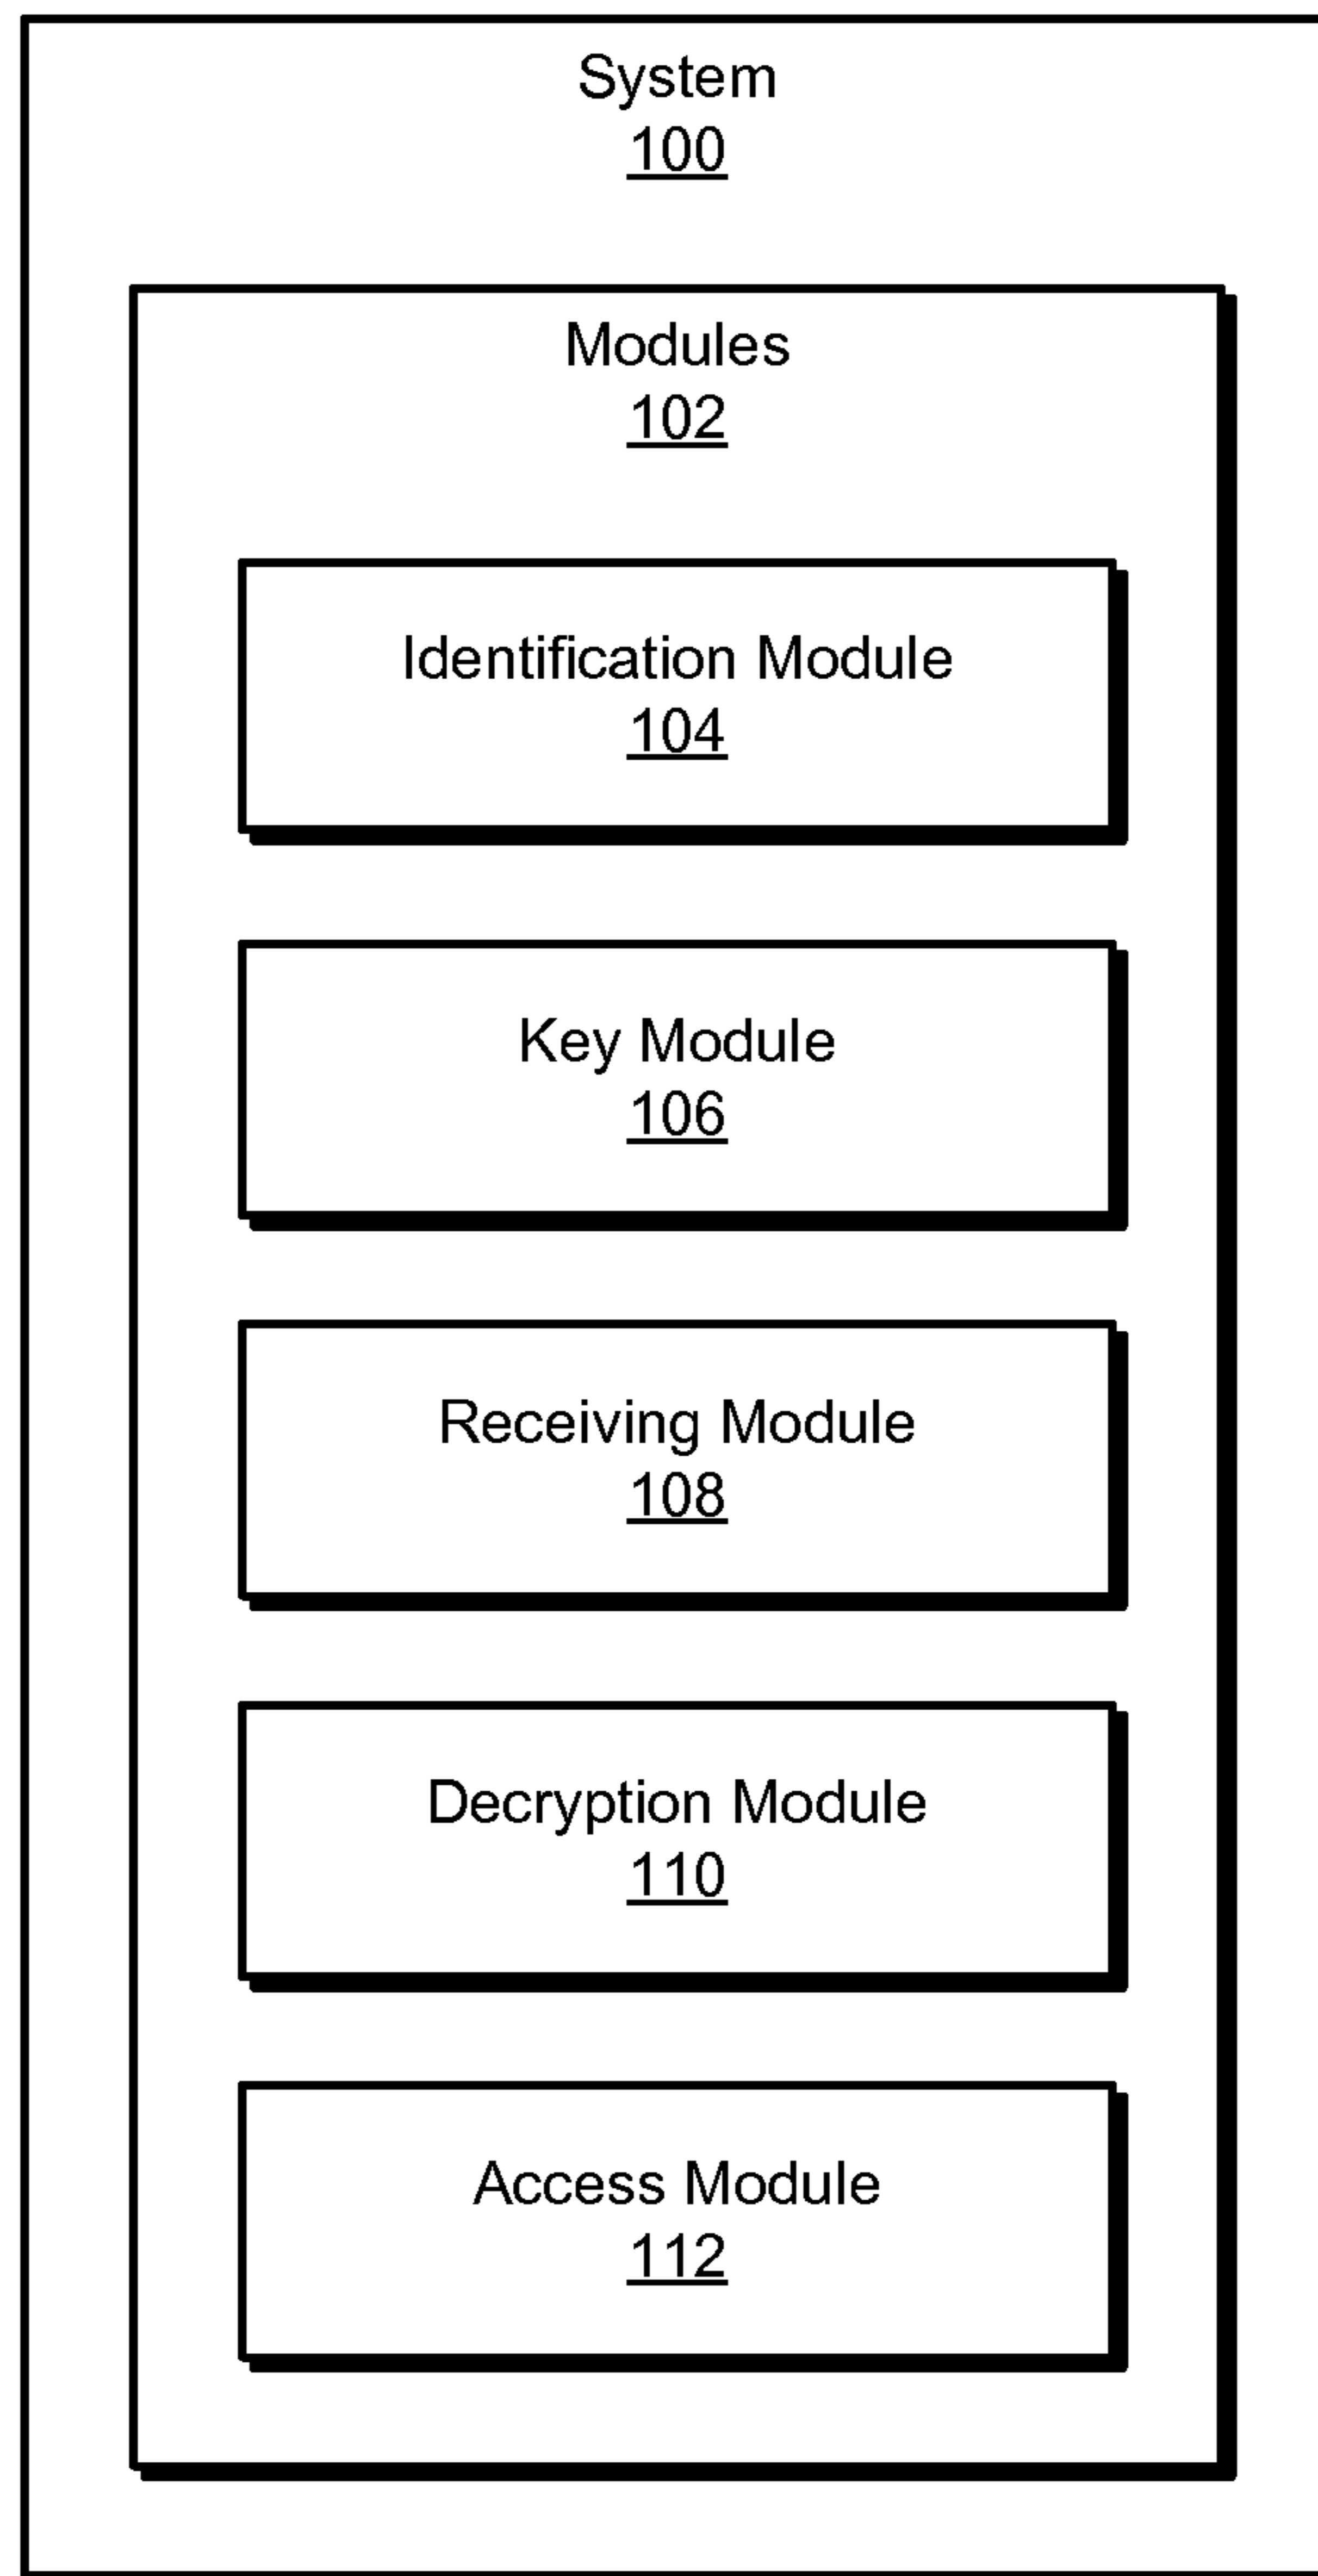 System
100
Modules
102
Identification Module
104
Key Module
106
Receiving Module
108
Decryption Module
110
Access Module
112